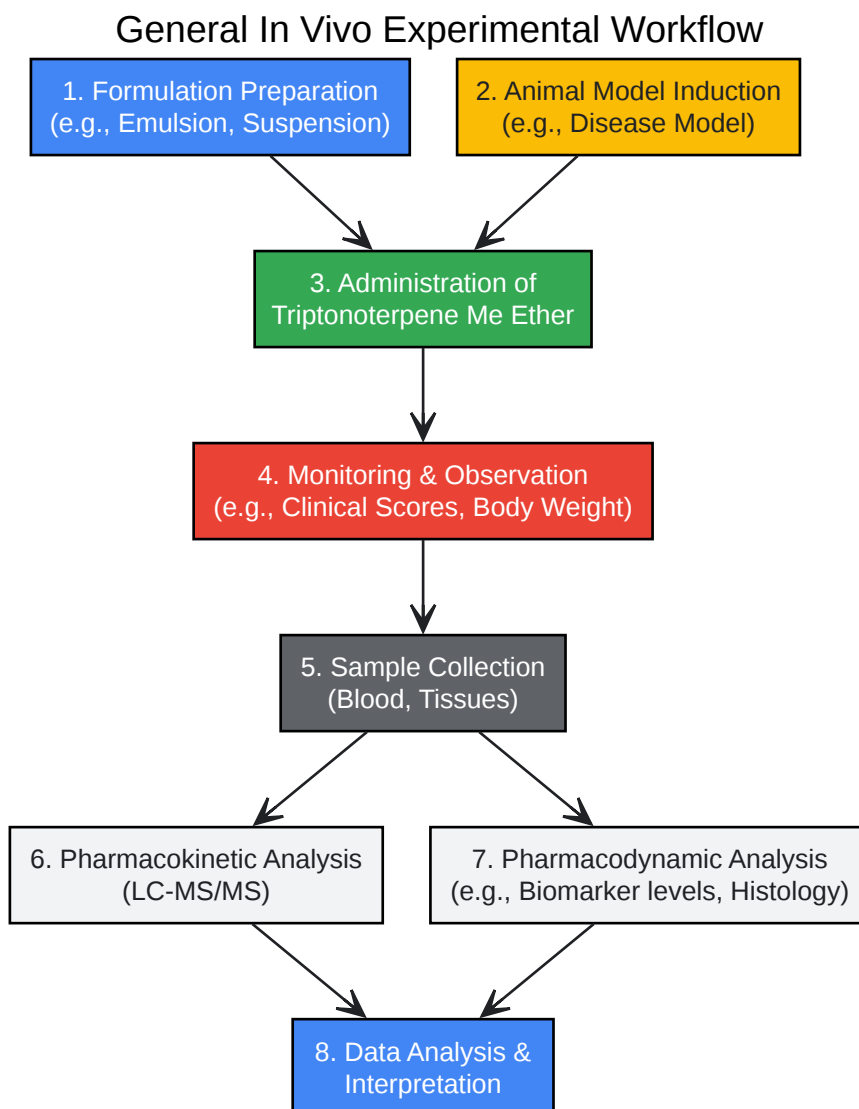 General In Vivo Experimental Workflow
1. Formulation Preparation
(e.g., Emulsion, Suspension)
2. Animal Model Induction
(e.g., Disease Model)
3. Administration of
Triptonoterpene Me Ether
4. Monitoring & Observation
(e.g., Clinical Scores, Body Weight)
5. Sample Collection
(Blood, Tissues)
6. Pharmacokinetic Analysis
(LC-MS/MS)
7. Pharmacodynamic Analysis
(e.g., Biomarker levels, Histology)
8. Data Analysis &
Interpretation